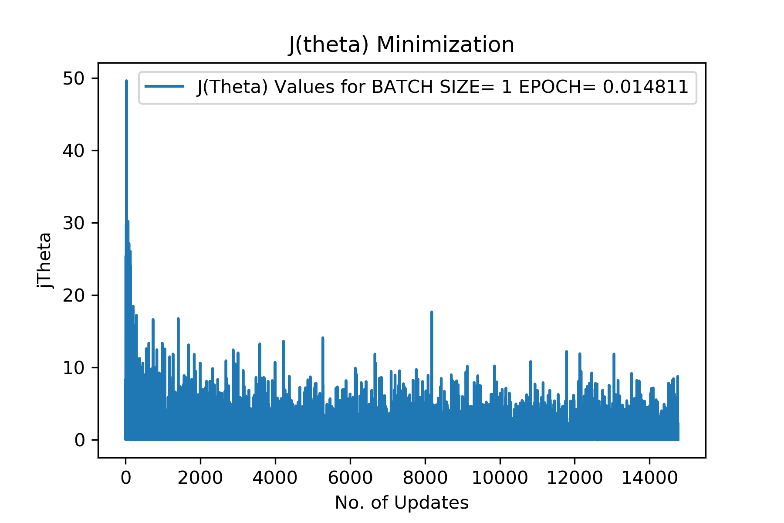 J(theta) Minimization
J(Theta) Values for BATCH SIZE= 1 EPOCH= 0.014811
50
40
30
20
10
0
jTheta
0 2000 4000 6000 8000 10000 12000 14000
No. of Updates